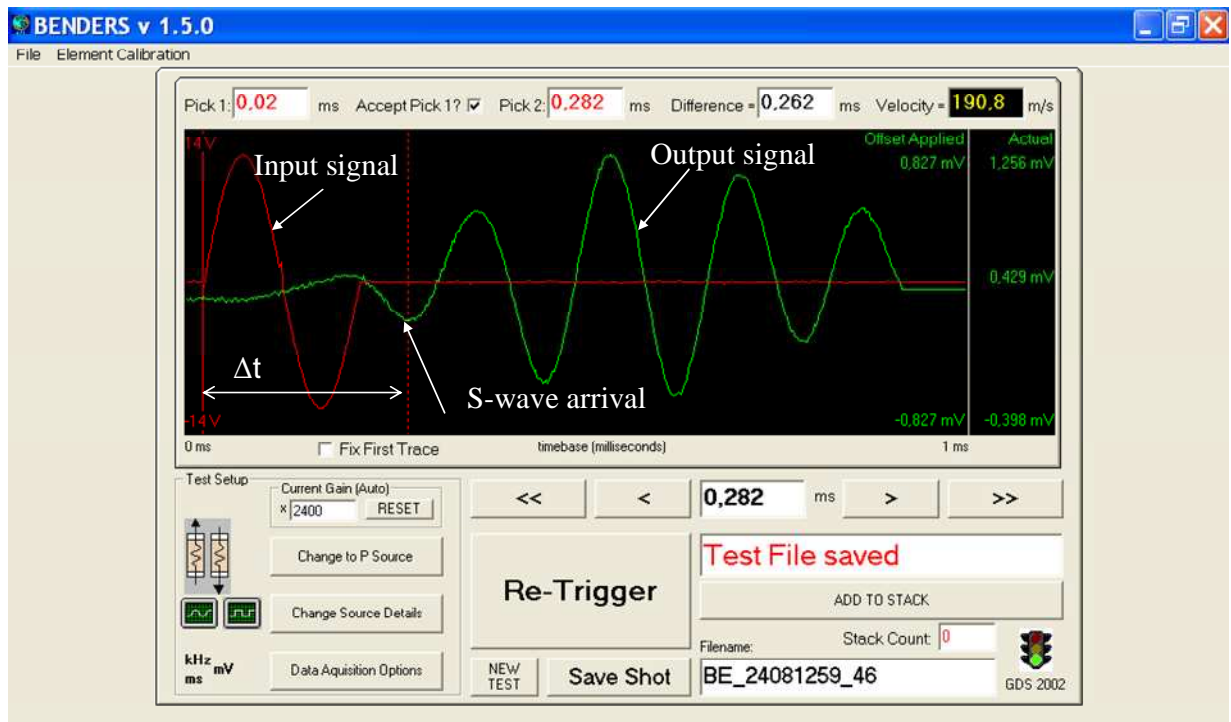 BENDERS v 1.5.0
File Element Calibration
Pick 1: 0,02 ms Accept Pick 1? Pick 2: 0,282 ms Difference = 0,262 ms Velocity = 190,8 m/s
14 V
Offset Applied Actual
0,827 mV 1,256 mV
Input signal
Output signal
0,429 mV
Δt
S-wave arrival
-14 V
-0,827 mV -0,398 mV
0 ms Fix First Trace timebase (milliseconds) 1 ms
Test Setup
Current Gain (Auto)
× 2400 RESET
<< < 0,282 ms > >>
Change to P Source
Test File saved
Re-Trigger
ADD TO STACK
Change Source Details
Stack Count: 0
Filename:
kHz mV
ms
Data Aquisition Options
NEW
TEST
Save Shot
BE_24081259_46
GDS 2002